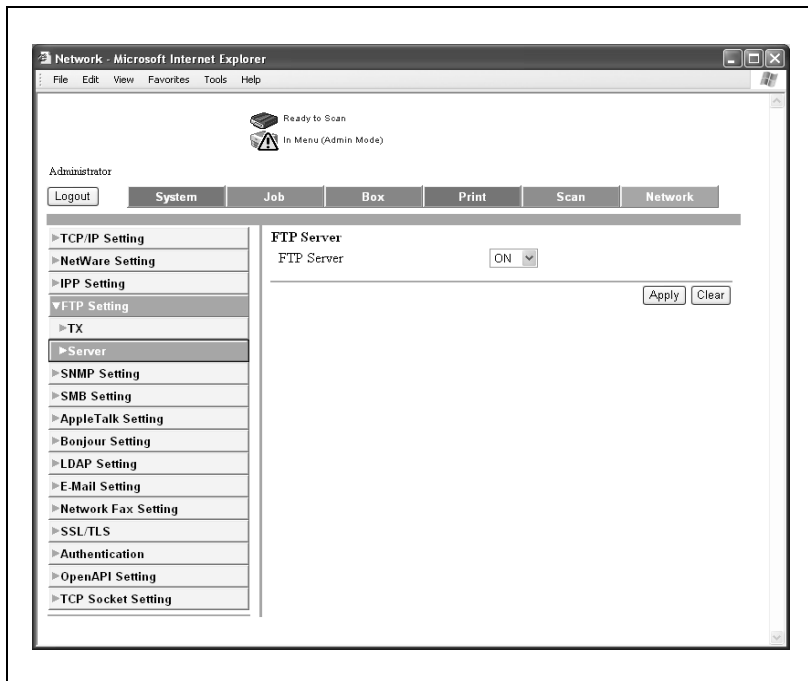 Network - Microsoft Internet Explorer
File Edit View Favorites Tools Help
Ready to Scan
In Menu (Admin Mode)
Administrator
Logout System Job Box Print Scan Network
TCP/IP Setting
NetWare Setting
IPP Setting
FTP Setting
TX
Server
SNMP Setting
SMB Setting
AppleTalk Setting
Bonjour Setting
LDAP Setting
E-Mail Setting
Network Fax Setting
SSL/TLS
Authentication
OpenAPI Setting
TCP Socket Setting
FTP Server
FTP Server ON
Apply Clear